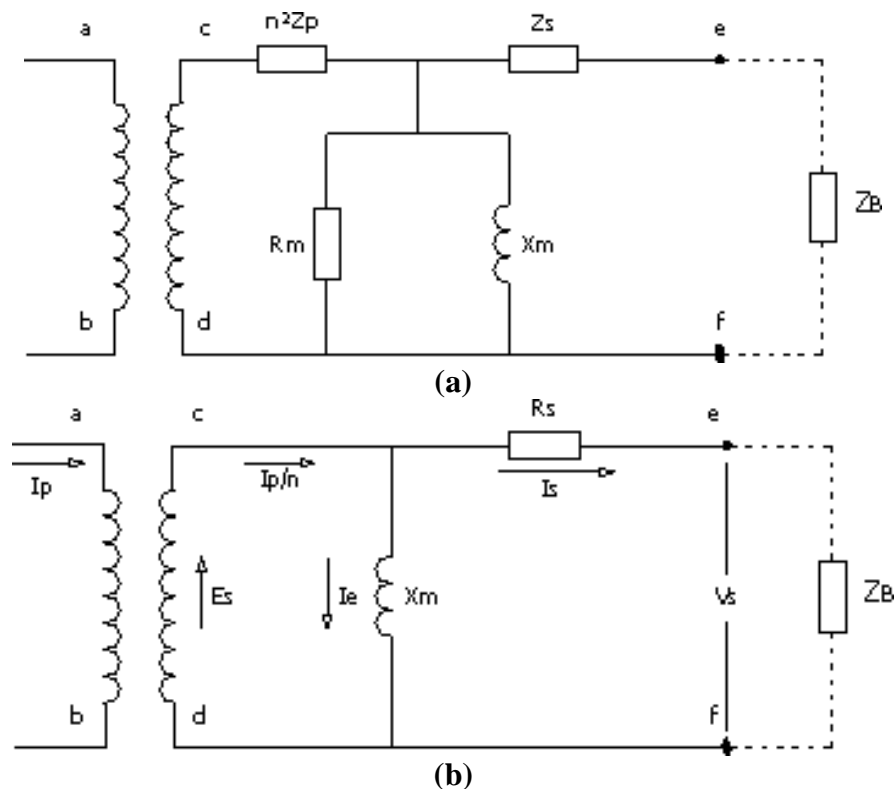 a c n²Zp Zs e
Rm Xm ZB
b d f
(a)
a c Rs e
Ip Ip/n Is
Es Ie Xm Vs ZB
b d f
(b)